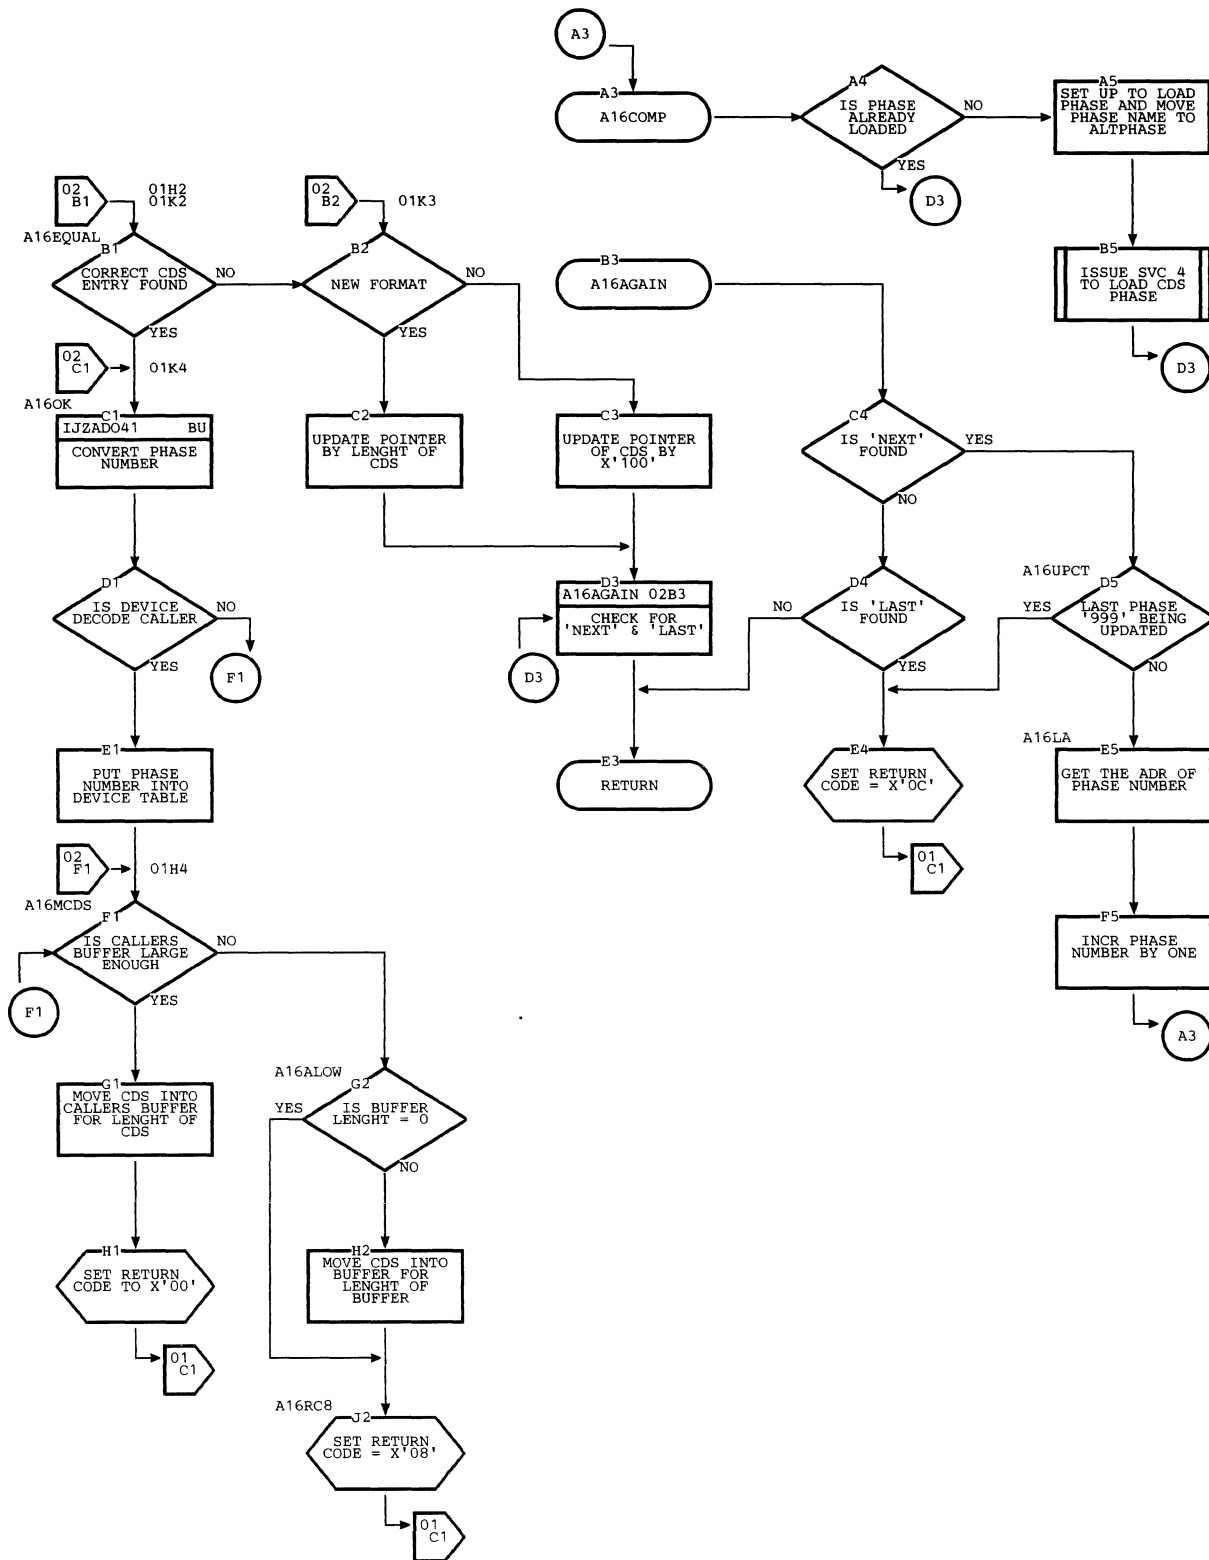 A3
A3
A16COMP
A4
IS PHASE
ALREADY
LOADED
NO
YES
D3
A5
SET UP TO LOAD
PHASE AND MOVE
PHASE NAME TO
ALTPHASE
02
B1
01H2
01K2
A16EQUAL
B1
CORRECT CDS
ENTRY FOUND
NO
YES
02
B2
01K3
B2
NEW FORMAT
NO
YES
B3
A16AGAIN
B5
ISSUE SVC 4
TO LOAD CDS
PHASE
D3
02
C1
01K4
A16OK
C1
IJZADO41 BU
CONVERT PHASE
NUMBER
C2
UPDATE POINTER
BY LENGHT OF
CDS
C3
UPDATE POINTER
OF CDS BY
X'100'
C4
IS 'NEXT'
FOUND
YES
NO
D1
IS DEVICE
DECODE CALLER
NO
YES
F1
D3
A16AGAIN 02B3
CHECK FOR
'NEXT' & 'LAST'
D3
D4
IS 'LAST'
FOUND
NO
YES
A16UPCT
D5
LAST PHASE
'999' BEING
UPDATED
YES
NO
E1
PUT PHASE
NUMBER INTO
DEVICE TABLE
E3
RETURN
E4
SET RETURN
CODE = X'0C'
01
C1
A16LA
E5
GET THE ADR OF
PHASE NUMBER
02
F1
01H4
A16MCDS
F1
IS CALLERS
BUFFER LARGE
ENOUGH
NO
YES
F1
F5
INCR PHASE
NUMBER BY ONE
A3
G1
MOVE CDS INTO
CALLERS BUFFER
FOR LENGHT OF
CDS
A16ALOW
G2
IS BUFFER
LENGHT = 0
YES
NO
H1
SET RETURN
CODE TO X'00'
01
C1
H2
MOVE CDS INTO
BUFFER FOR
LENGHT OF
BUFFER
A16RC8
J2
SET RETURN
CODE = X'08'
01
C1